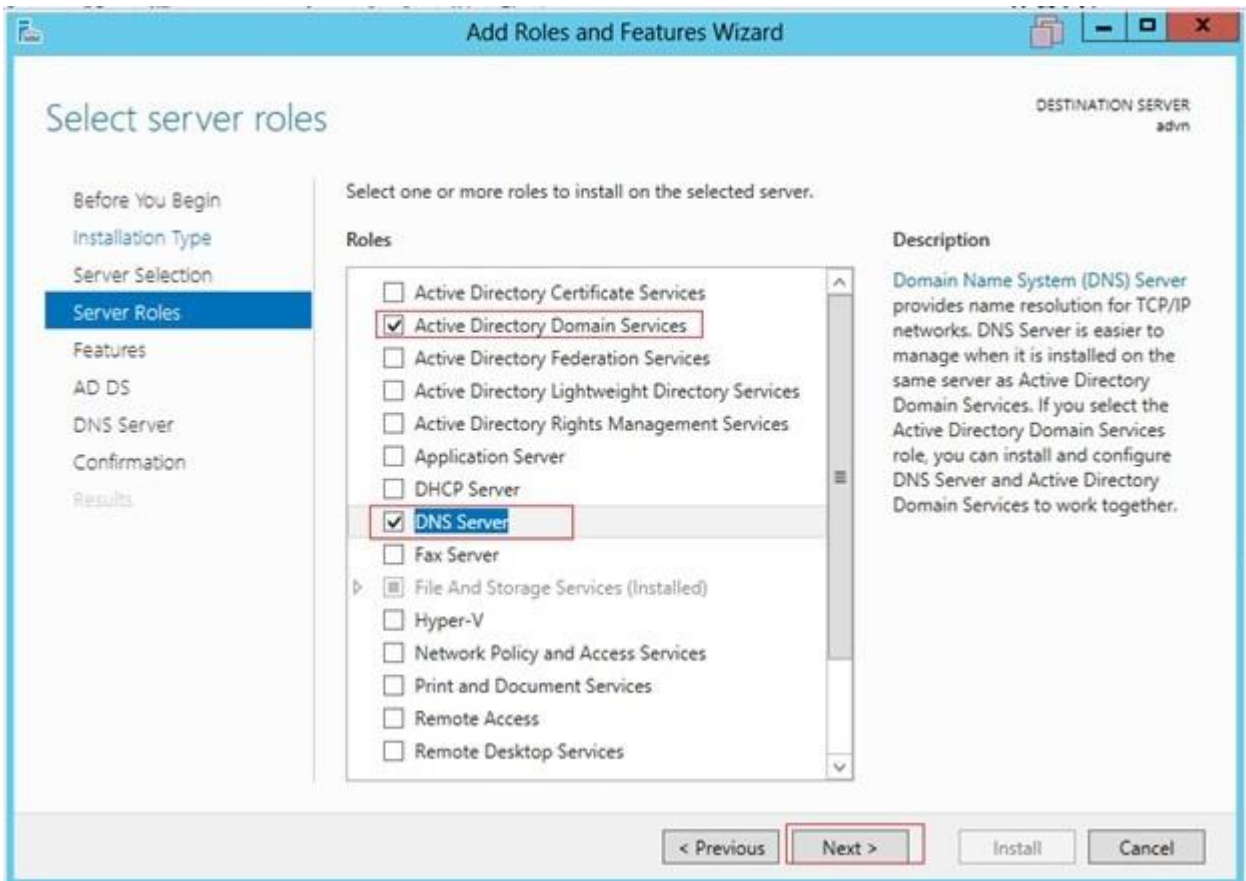 Add Roles and Features Wizard
Select server roles
DESTINATION SERVER
advn
Before You Begin
Installation Type
Server Selection
Server Roles
Features
AD DS
DNS Server
Confirmation
Results
Select one or more roles to install on the selected server.
Roles
Active Directory Certificate Services
Active Directory Domain Services
Active Directory Federation Services
Active Directory Lightweight Directory Services
Active Directory Rights Management Services
Application Server
DHCP Server
DNS Server
Fax Server
File And Storage Services (Installed)
Hyper-V
Network Policy and Access Services
Print and Document Services
Remote Access
Remote Desktop Services
Description
Domain Name System (DNS) Server
provides name resolution for TCP/IP
networks. DNS Server is easier to
manage when it is installed on the
same server as Active Directory
Domain Services. If you select the
Active Directory Domain Services
role, you can install and configure
DNS Server and Active Directory
Domain Services to work together.
< Previous
Next >
Install
Cancel